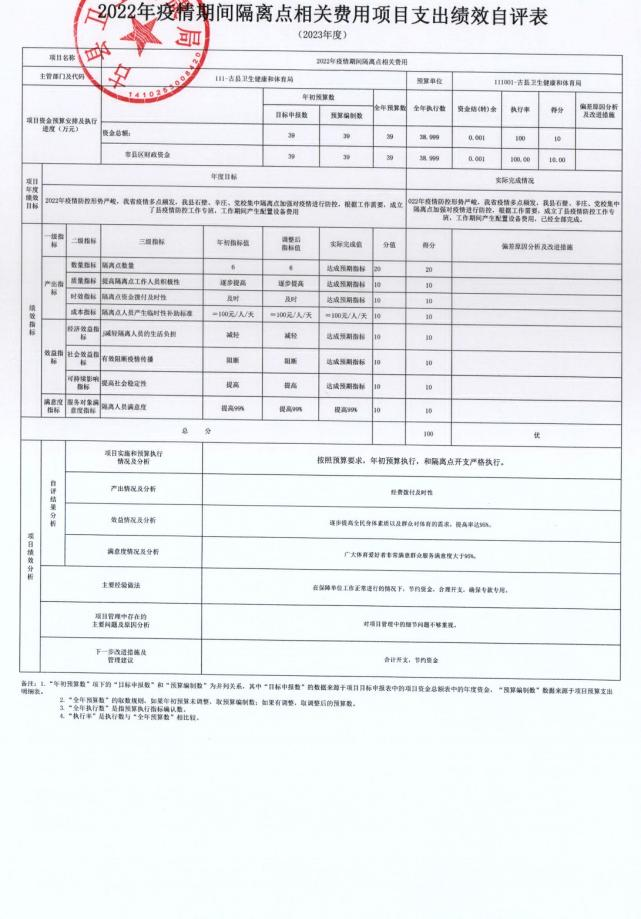 2022年疫情期间隔离点相关费用项目支出绩效自评表
（2023年度）
项目名称 2022年疫情期间隔离点相关费用
主管部门及代码 111-古县卫生健康和体育局 预算单位 111001-古县卫生健康和体育局
项目资金预算安排及执行进度（万元） 年初预算数 全年预算数 全年执行数 资金结(转)余 执行率 得分 偏差原因分析及改进措施
目标申报数 预算编制数
资金总额: 39 39 39 38.999 0.001 100 10
市县区财政资金 39 39 39 38.999 0.001 100.00 10.00
项目年度绩效目标 年度目标 实际完成情况
2022年疫情防控形势严峻，我省疫情多点频发，我县石壁、辛庄、党校集中隔离点加强对疫情进行防控，根据工作需要，成立了县疫情防控工作专班，工作期间产生配置设备费用
022年疫情防控形势严峻，我省疫情多点频发，我县石壁、辛庄、党校集中隔离点加强对疫情进行防控，根据工作需要，成立了县疫情防控工作专班，工作期间产生配置设备费用，已经全部完成。
绩效指标 一级指标 二级指标 三级指标 年初指标值 调整后指标值 实际完成值 分值 得分 偏差原因分析及改进措施
产出指标 数量指标 隔离点数量 6 6 达成预期指标 20 20
质量指标 提高隔离点工作人员积极性 逐步提高 逐步提高 达成预期指标 10 10
时效指标 隔离点资金拨付及时性 及时 及时 达成预期指标 10 10
成本指标 隔离点人员产生临时性补助标准 ＝100元/人/天 ＝100元/人/天 ＝100元/人/天 10 10
效益指标 经济效益指标 j减轻隔离人员的生活负担 减轻 减轻 达成预期指标 10 10
社会效益指标 有效阻断疫情传播 阻断 阻断 达成预期指标 10 10
可持续影响指标 提高社会稳定性 提高 提高 达成预期指标 10 10
满意度指标 服务对象满意度指标 隔离人员满意度 提高99% 提高99% 提高99% 10 10
总 分 100 优
项目绩效分析 自评结果分析 项目实施和预算执行情况及分析 按照预算要求，年初预算执行，和隔离点开支严格执行。
产出情况及分析 经费拨付及时性
效益情况及分析 逐步提高全民身体素质以及群众对体育的需求，提高率达95%。
满意度情况及分析 广大体育爱好者非常满意群众服务满意度大于95%。
主要经验做法 在保障单位工作正常进行的情况下，节约资金，合理开支，确保专款专用。
项目管理中存在的主要问题及原因分析 对项目管理中的细节问题不够重视。
下一步改进措施及管理建议 合计开支，节约资金
备注：1.“年初预算数”项下的“目标申报数”和“预算编制数”为并列关系，其中“目标申报数”的数据来源于项目目标申报表中的项目资金总额表中的年度资金，“预算编制数”数据来源于项目预算支出
明细表。
2.“全年预算数”的取数规则，如果年初预算未调整，取预算编制数；如果有调整，取调整后的预算数。
3.“全年执行数”是指预算执行指标确认数。
4.“执行率”是执行数与“全年预算数”相比较。
1410253008420